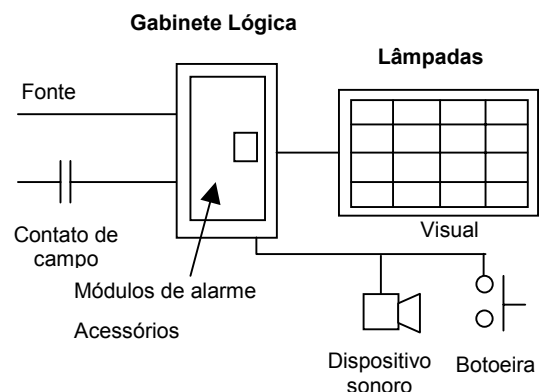 Gabinete Lógica
Lâmpadas
Fonte
Contato de
campo
Visual
Módulos de alarme
Acessórios
Dispositivo
sonoro
Botoeira